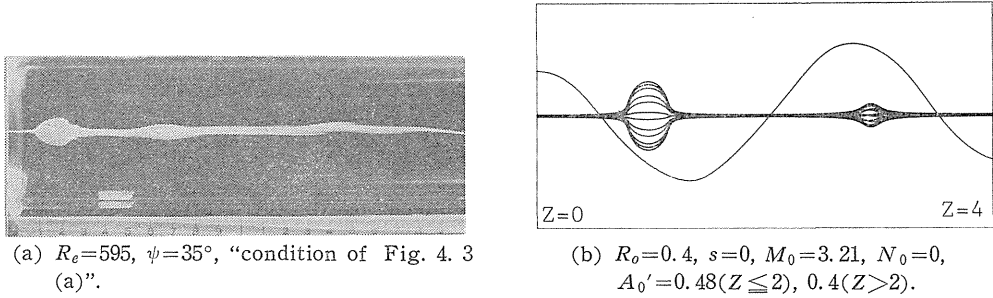 Z=0
Z=4
(a) Rₑ=595, ψ=35°, “condition of Fig. 4. 3
(a)”.
(b) Rₒ=0.4, s=0, M₀=3.21, N₀=0,
A₀′=0.48(Z≦2), 0.4(Z>2).